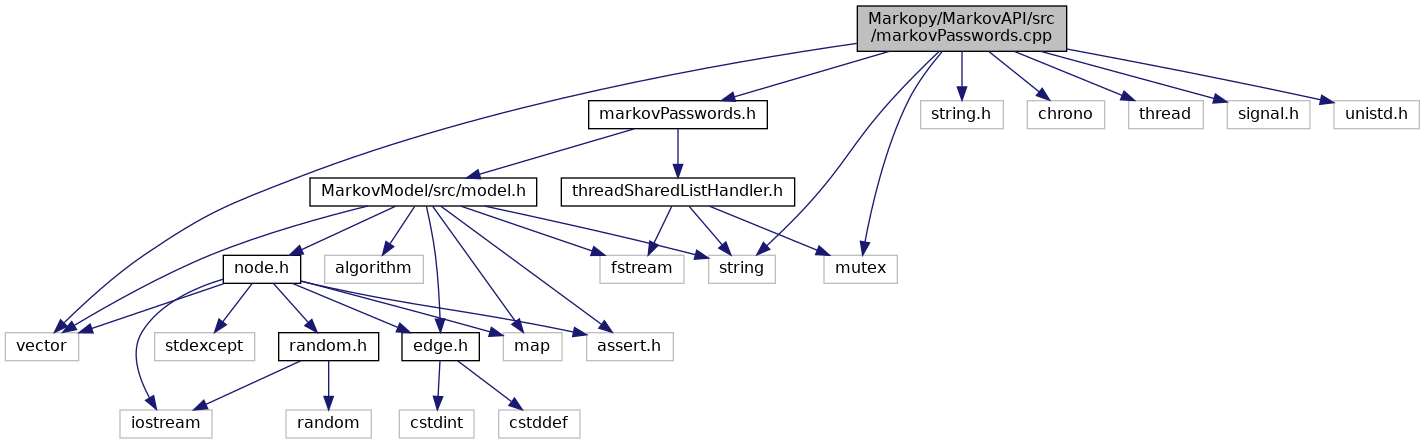 Markopy/MarkovAPI/src
/markovPasswords.cpp
markovPasswords.h
string.h
chrono
thread
signal.h
unistd.h
MarkovModel/src/model.h
threadSharedListHandler.h
node.h
algorithm
fstream
string
mutex
vector
stdexcept
random.h
edge.h
map
assert.h
iostream
random
cstdint
cstddef